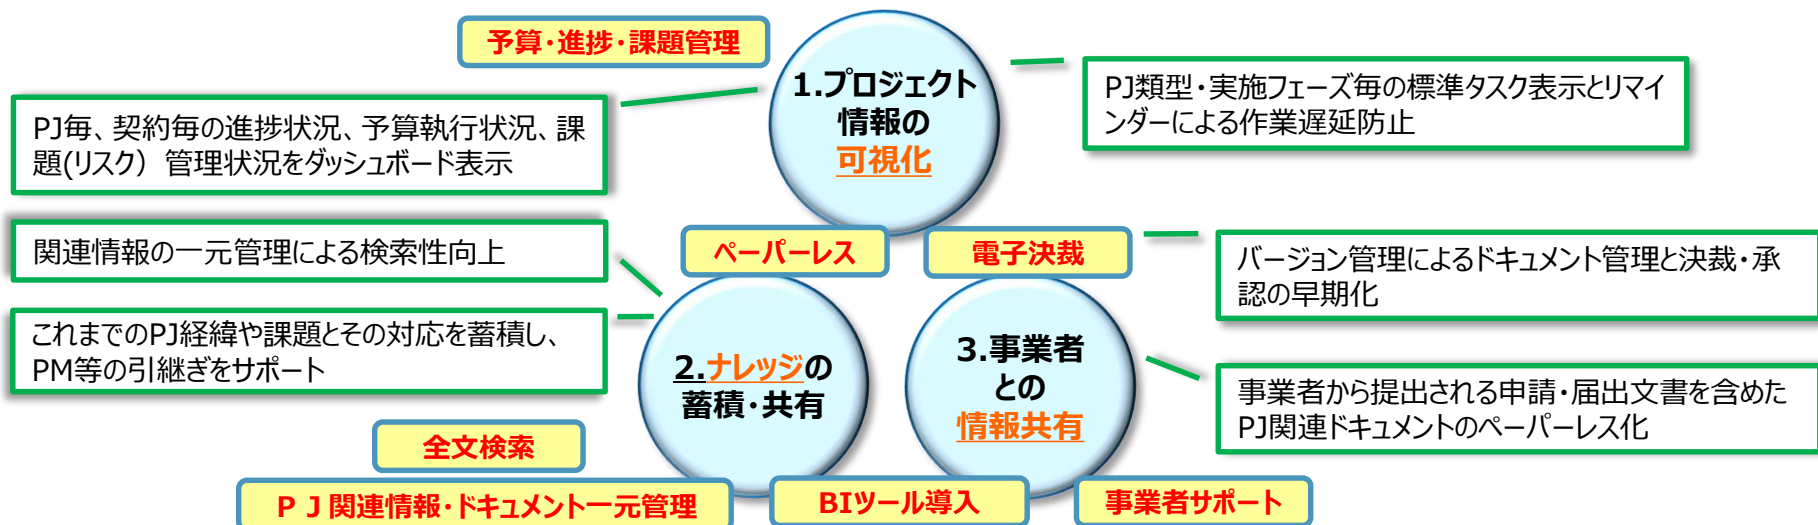 予算・進捗・課題管理
1.プロジェクト
情報の
可視化
PJ類型・実施フェーズ毎の標準タスク表示とリマイ
ンダーによる作業遅延防止
PJ毎、契約毎の進捗状況、予算執行状況、課
題(リスク） 管理状況をダッシュボード表示
関連情報の一元管理による検索性向上
ペーパーレス
電子決裁
バージョン管理によるドキュメント管理と決裁・承
認の早期化
これまでのPJ経緯や課題とその対応を蓄積し、
PM等の引継ぎをサポート
2.ナレッジの
蓄積・共有
3.事業者
との
情報共有
事業者から提出される申請・届出文書を含めた
PJ関連ドキュメントのペーパーレス化
全文検索
ＰＪ関連情報・ドキュメント一元管理
BIツール導入
事業者サポート